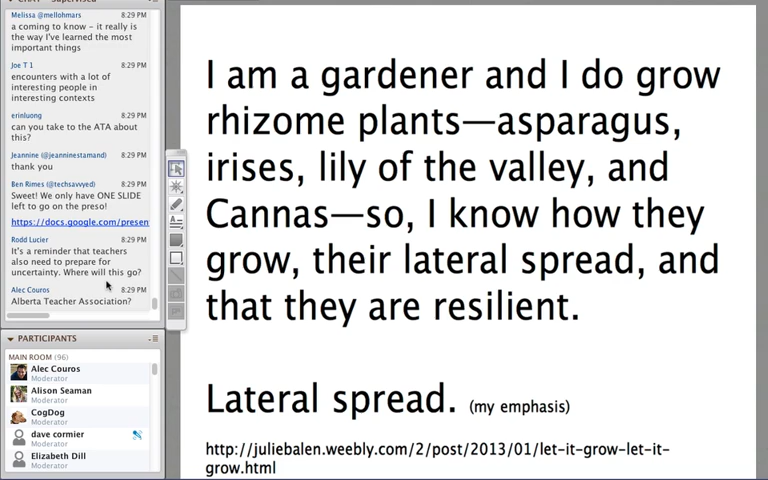 CHAT - Supervised
Melissa @mellohmars 8:29 PM
a coming to know - it really is
the way I've learned the most
important things
Joe T 1 8:29 PM
encounters with a lot of
interesting people in
interesting contexts
erinluong 8:29 PM
can you take to the ATA about
this?
Jeannine (@jeanninestamand) 8:29 PM
thank you
Ben Rimes (@techsavvyed) 8:29 PM
Sweet! We only have ONE SLIDE
left to go on the preso!
https://docs.google.com/presen
Rodd Lucier 8:29 PM
It's a reminder that teachers
also need to prepare for
uncertainty. Where will this go?
Alec Couros 8:29 PM
Alberta Teacher Association?
PARTICIPANTS
MAIN ROOM (96)
Alec Couros
Moderator
Alison Seaman
Moderator
CogDog
Moderator
dave cormier
Moderator
Elizabeth Dill
Moderator
I am a gardener and I do grow
rhizome plants—asparagus,
irises, lily of the valley, and
Cannas—so, I know how they
grow, their lateral spread, and
that they are resilient.
Lateral spread. (my emphasis)
http://juliebalen.weebly.com/2/post/2013/01/let-it-grow-let-it-
grow.html